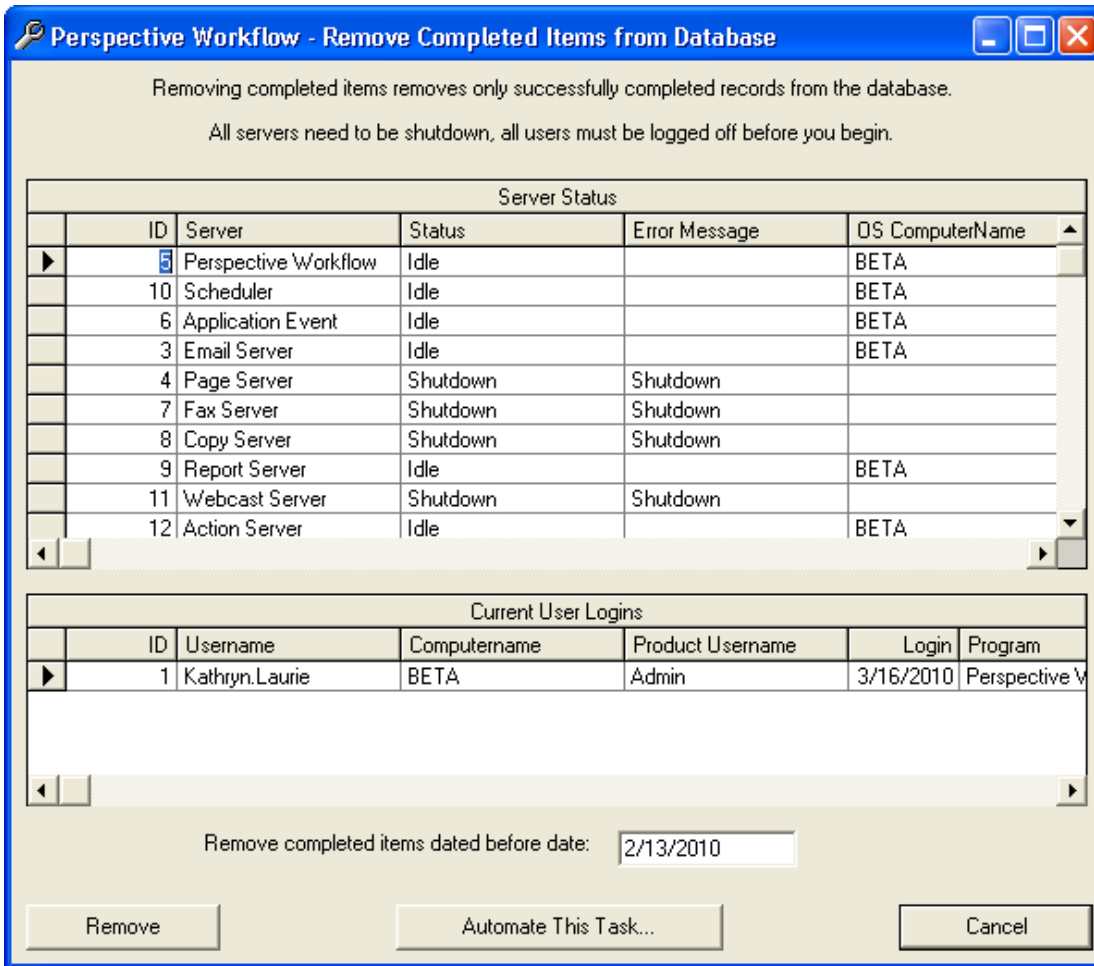 Perspective Workflow - Remove Completed Items from Database
Removing completed items removes only successfully completed records from the database.
All servers need to be shutdown, all users must be logged off before you begin.
Server Status
ID Server Status Error Message OS ComputerName
5 Perspective Workflow Idle BETA
10 Scheduler Idle BETA
6 Application Event Idle BETA
3 Email Server Idle BETA
4 Page Server Shutdown Shutdown
7 Fax Server Shutdown Shutdown
8 Copy Server Shutdown Shutdown
9 Report Server Idle BETA
11 Webcast Server Shutdown Shutdown
12 Action Server Idle BETA
Current User Logins
ID Username Computername Product Username Login Program
1 Kathryn.Laurie BETA Admin 3/16/2010 Perspective W
Remove completed items dated before date: 2/13/2010
Remove Automate This Task... Cancel